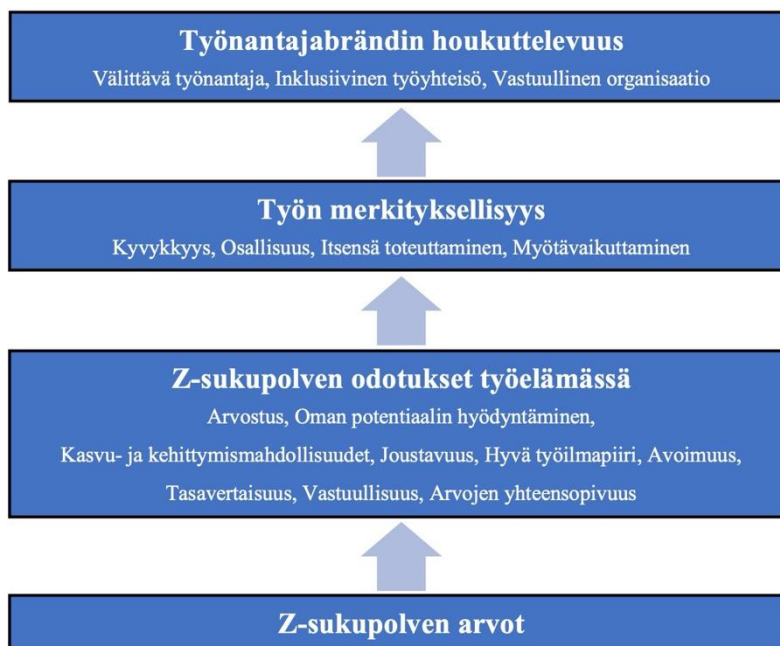 Työnantajabrändin houkuttelevuus
Välittävä työnantaja, Inklusiivinen työyhteisö, Vastuullinen organisaatio
Työn merkityksellisyys
Kyvykkyys, Osallisuus, Itsensä toteuttaminen, Myötävaikuttaminen
Z-sukupolven odotukset työelämässä
Arvostus, Oman potentiaalin hyödyntäminen,
Kasvu- ja kehittymismahdollisuudet, Joustavuus, Hyvä työilmapiiri, Avoimuus,
Tasavertaisuus, Vastuullisuus, Arvojen yhteensopivuus
Z-sukupolven arvot